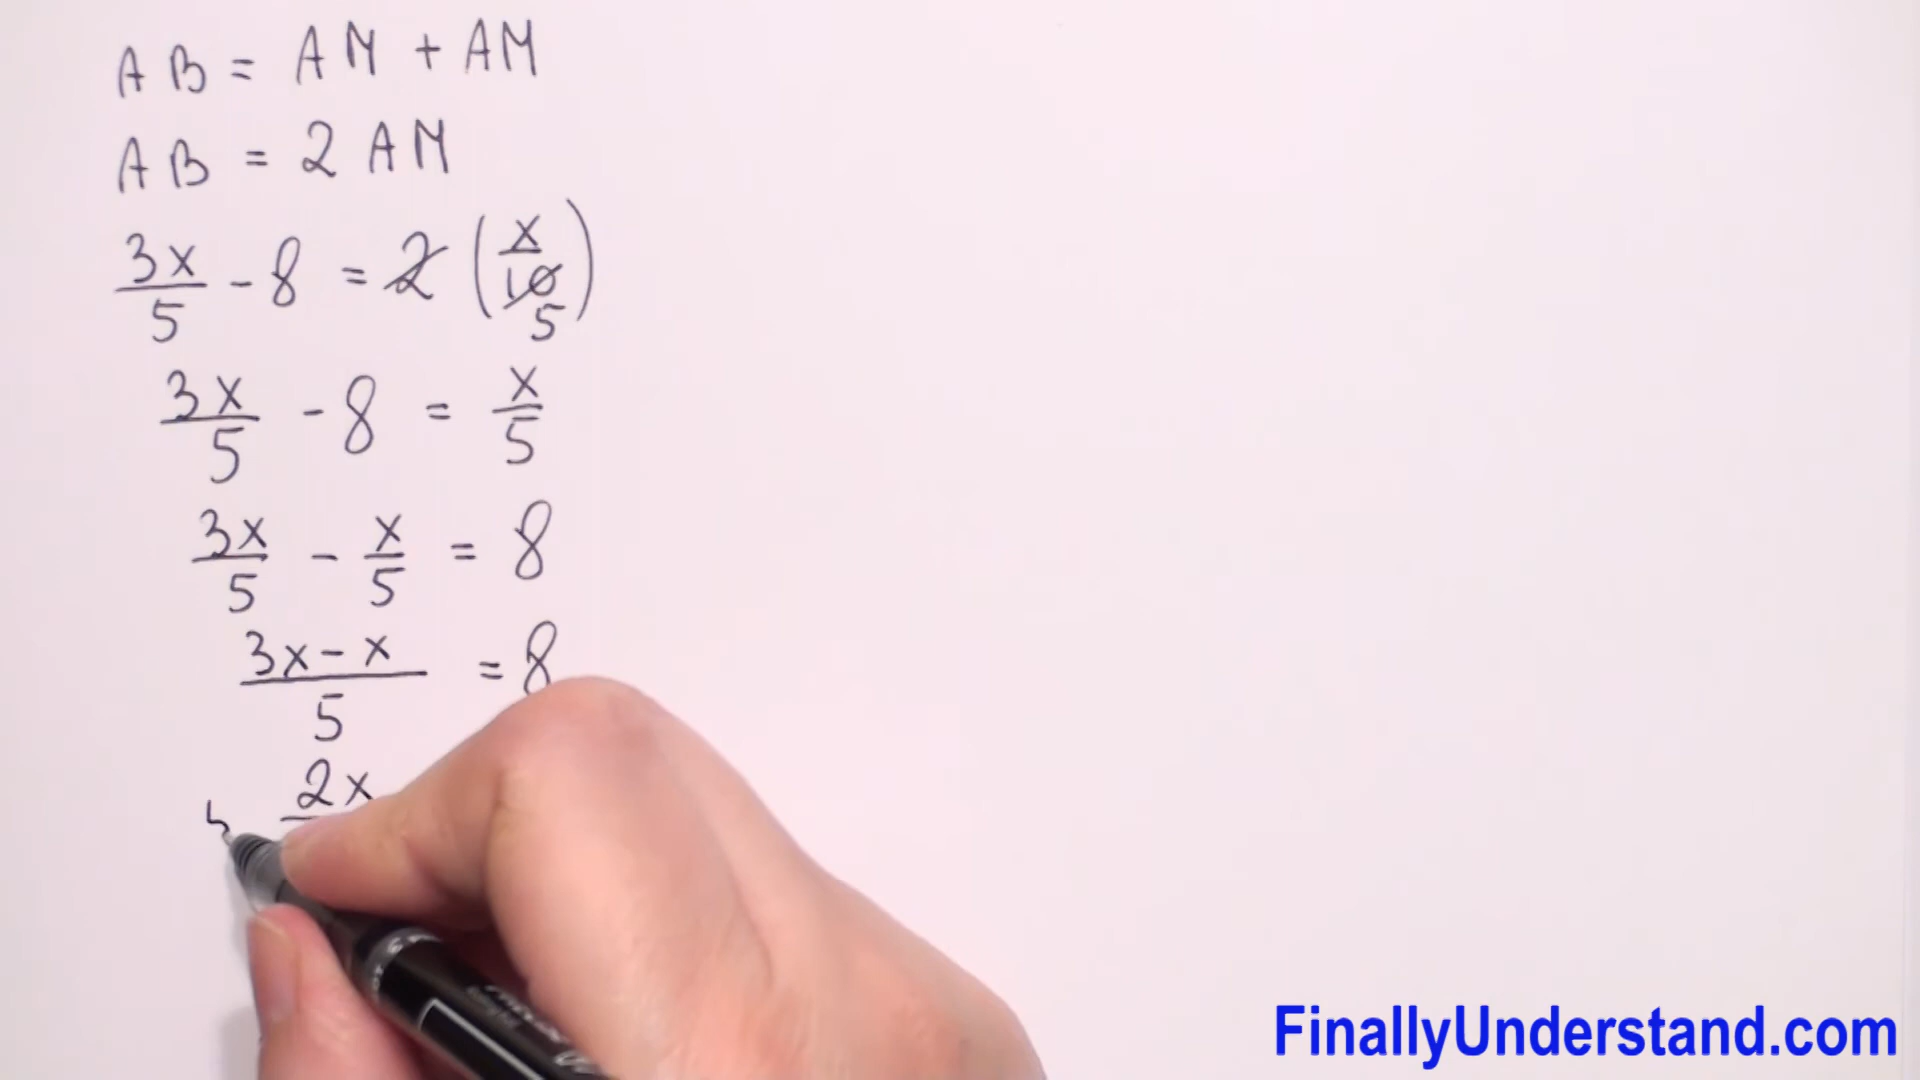 AB = AM + AM
AB = 2 AM
3x/5 - 8 = 2 (x/10 5)
3x/5 - 8 = x/5
3x/5 - x/5 = 8
3x - x/5 = 8
2x
FinallyUnderstand.com